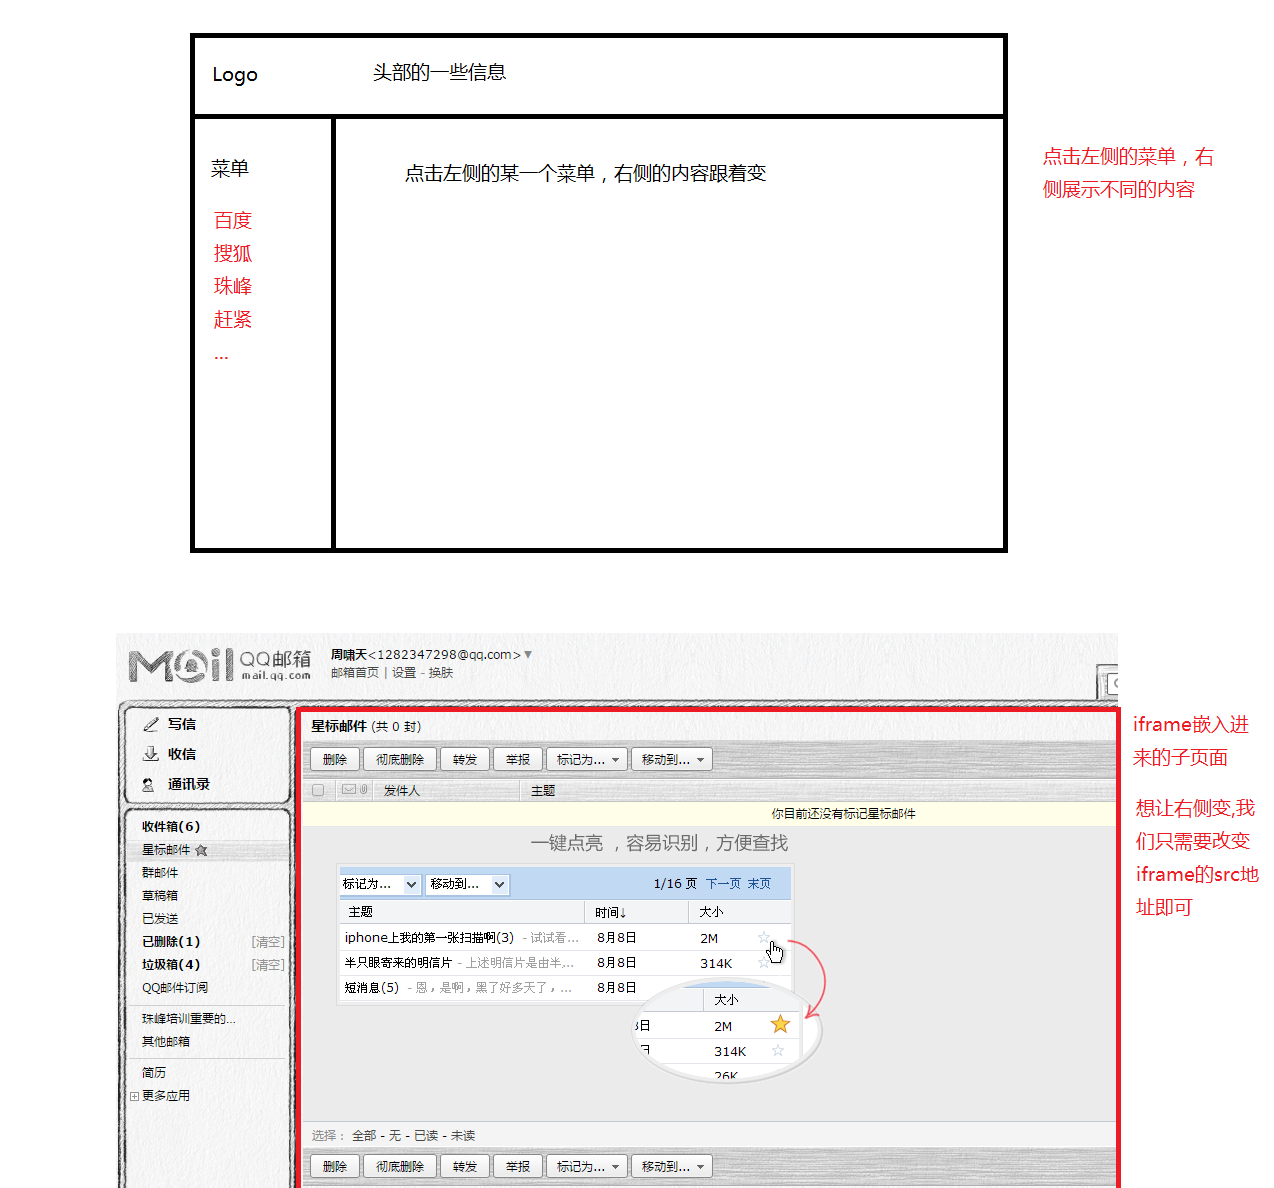 Logo
头部的一些信息
菜单
点击左侧的某一个菜单，右侧的内容跟着变
百度
搜狐
珠峰
赶紧
...
点击左侧的菜单，右
侧展示不同的内容
Mail QQ邮箱
mail.qq.com
周啸天<1282347298@qq.com>
邮箱首页 | 设置 - 换肤
写信
收信
通讯录
收件箱(6)
星标邮件
群邮件
草稿箱
已发送
已删除(1) [清空]
垃圾箱(4) [清空]
QQ邮件订阅
珠峰培训重要的...
其他邮箱
简历
更多应用
星标邮件 (共 0 封)
删除 彻底删除 转发 举报 标记为... 移动到...
发件人 主题
你目前还没有标记星标邮件
一键点亮 ，容易识别，方便查找
标记为... 移动到... 1/16 页 下一页 末页
主题 时间↓ 大小
iphone上我的第一张扫描啊(3) - 试试看... 8月8日 2M
半只眼寄来的明信片 - 上述明信片是由半... 8月8日 314K
短消息(5) - 恩，是啊，黑了好多天了，... 8月8日
大小
8日 2M
日 314K
26K
选择： 全部 - 无 - 已读 - 未读
删除 彻底删除 转发 举报 标记为... 移动到...
iframe嵌入进
来的子页面
想让右侧变,我
们只需要改变
iframe的src地
址即可